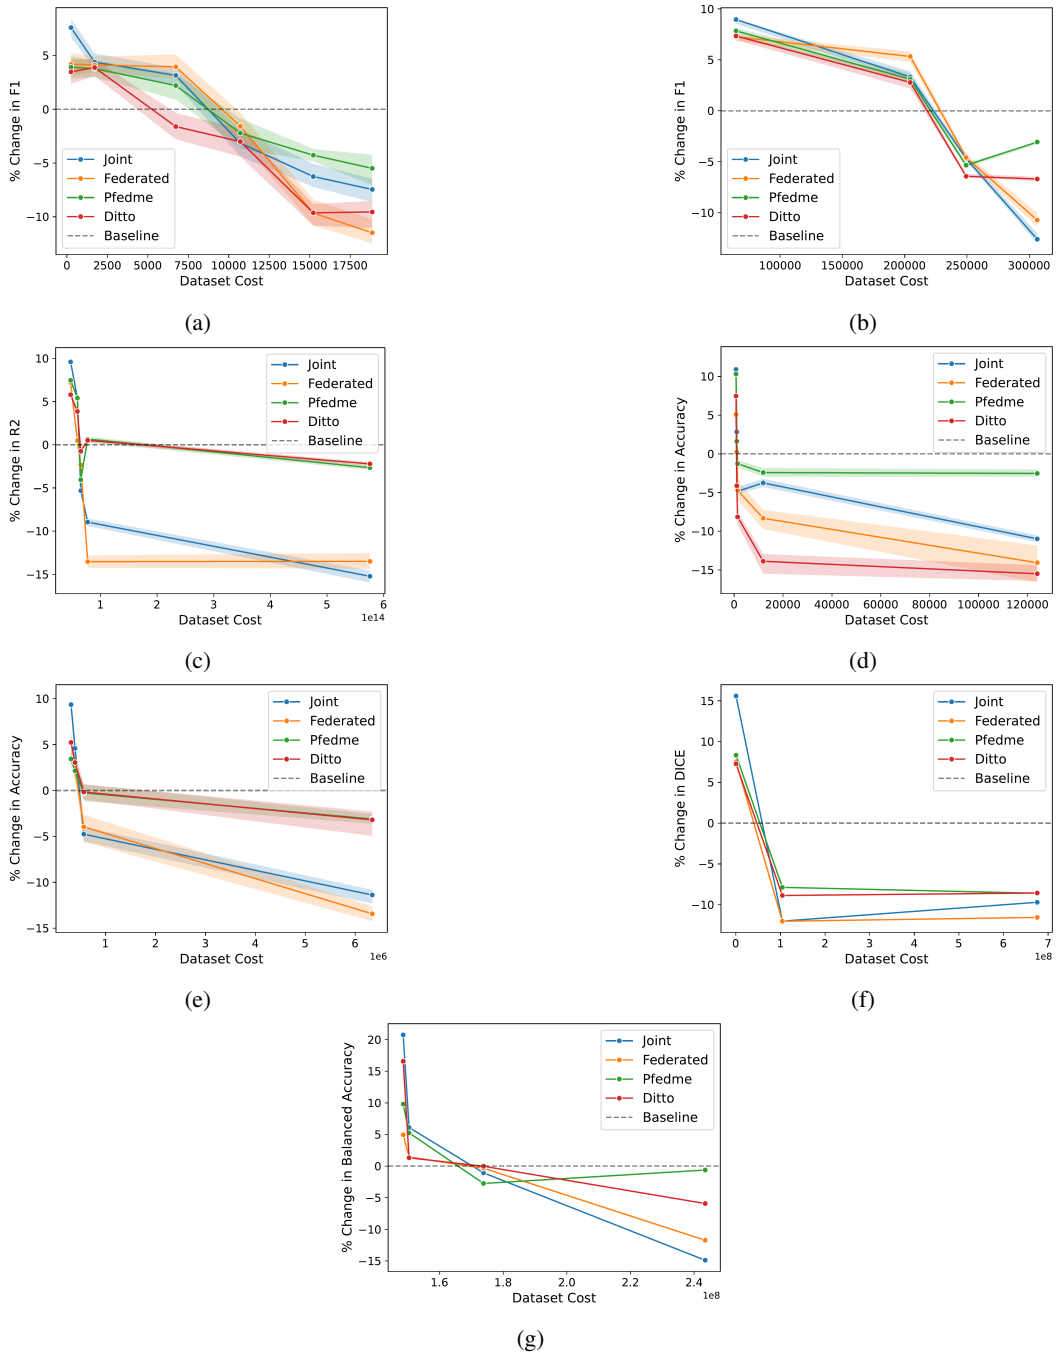 5
0
−5
−10
% Change in F1
Joint
Federated
Pfedme
Ditto
Baseline
0 2500 5000 7500 10000 12500 15000 17500
Dataset Cost
(a)
10
5
0
−5
−10
% Change in F1
Joint
Federated
Pfedme
Ditto
Baseline
100000 150000 200000 250000 300000
Dataset Cost
(b)
10
5
0
−5
−10
−15
% Change in R2
Joint
Federated
Pfedme
Ditto
Baseline
1 2 3 4 5 6
1e14
Dataset Cost
(c)
10
5
0
−5
−10
−15
% Change in Accuracy
Joint
Federated
Pfedme
Ditto
Baseline
0 20000 40000 60000 80000 100000 120000
Dataset Cost
(d)
10
5
0
−5
−10
−15
% Change in Accuracy
Joint
Federated
Pfedme
Ditto
Baseline
1 2 3 4 5 6
1e6
Dataset Cost
(e)
15
10
5
0
−5
−10
% Change in DICE
Joint
Federated
Pfedme
Ditto
Baseline
0 1 2 3 4 5 6 7
1e8
Dataset Cost
(f)
20
15
10
5
0
−5
−10
−15
% Change in Balanced Accuracy
Joint
Federated
Pfedme
Ditto
Baseline
1.6 1.8 2.0 2.2 2.4
1e8
Dataset Cost
(g)